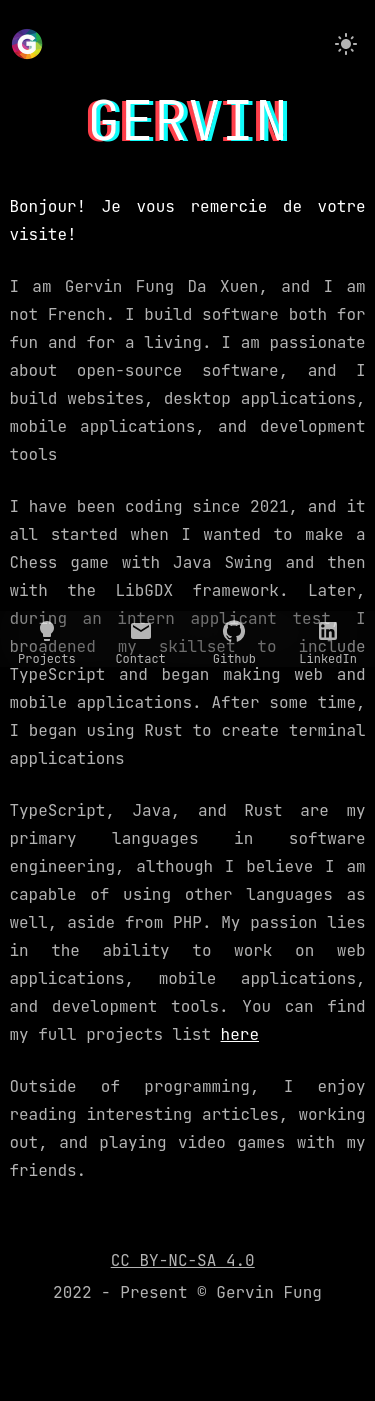 G
GERVIN
Bonjour! Je vous remercie de votre
visite!
I am Gervin Fung Da Xuen, and I am
not French. I build software both for
fun and for a living. I am passionate
about open-source software, and I
build websites, desktop applications,
mobile applications, and development
tools
I have been coding since 2021, and it
all started when I wanted to make a
Chess game with Java Swing and then
with the LibGDX framework. Later,
during an intern applicant test, I
broadened my skillset to include
Projects Contact Github LinkedIn
TypeScript and began making web and
mobile applications. After some time,
I began using Rust to create terminal
applications
TypeScript, Java, and Rust are my
primary languages in software
engineering, although I believe I am
capable of using other languages as
well, aside from PHP. My passion lies
in the ability to work on web
applications, mobile applications,
and development tools. You can find
my full projects list here
Outside of programming, I enjoy
reading interesting articles, working
out, and playing video games with my
friends.
CC BY-NC-SA 4.0
2022 - Present © Gervin Fung